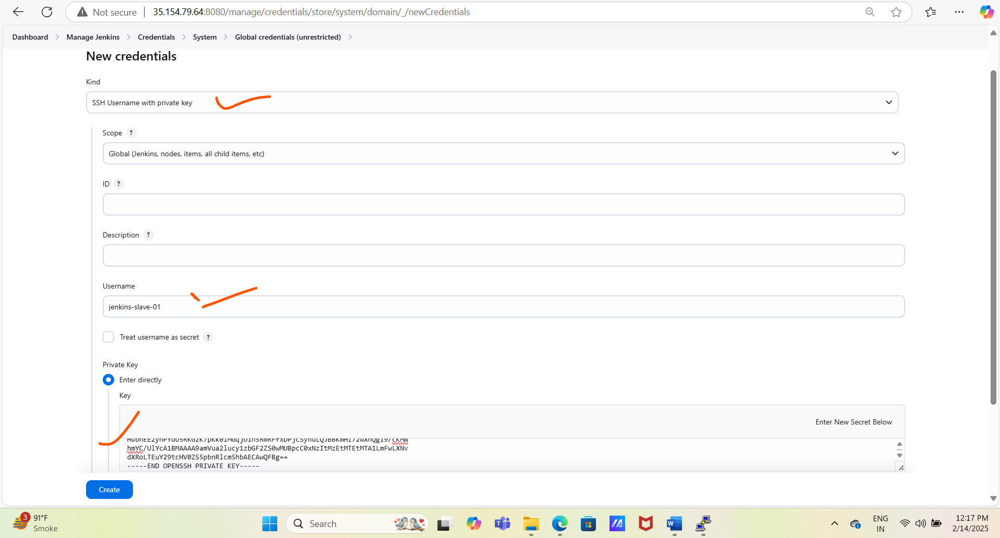 Not secure
35.154.79.64:8080/manage/credentials/store/system/domain/_/newCredentials
Dashboard > Manage Jenkins > Credentials > System > Global credentials (unrestricted) >
New credentials
Kind
SSH Username with private key
Scope ?
Global (Jenkins, nodes, items, all child items, etc)
ID ?
Description ?
Username
jenkins-slave-01
Treat username as secret ?
Private Key
Enter directly
Key
Enter New Secret Below
hmYC/UlYcA1BMAAAA9amVua2lucy1zbGF2ZS0wMUBpcC0xNzItMzEtMTEtMTA1LmFwLXNv
dXRoLTEuY29tcHV0ZS5pbnRlcm5hbAECAwQFBg==
-----END OPENSSH PRIVATE KEY-----
Create
3
91°F
Smoke
Search
ENG
IN
12:17 PM
2/14/2025